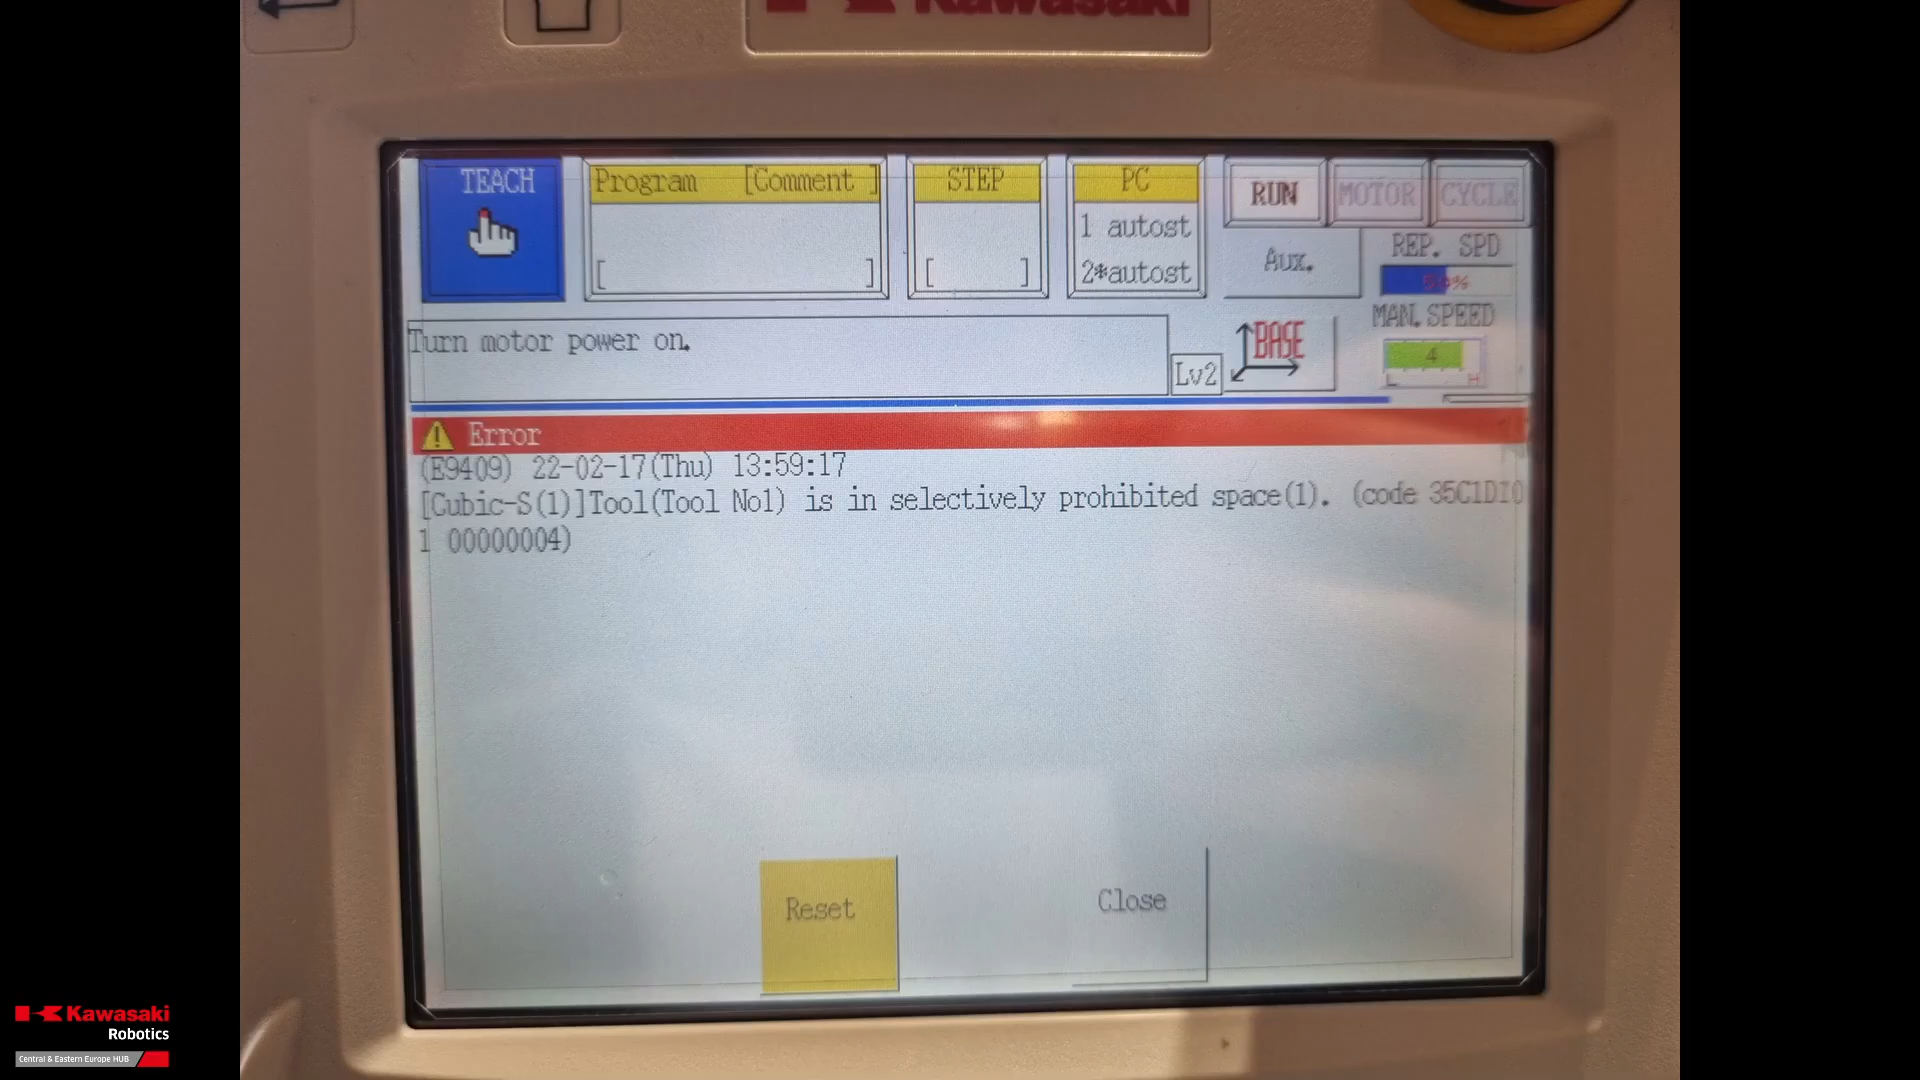 Kawasaki
TEACH
Program [Comment ]
[ ]
STEP
[ ]
PC
1 autost
2*autost
RUN
MOTOR
CYCLE
Aux.
REP. SPD
MAN.SPEED
4
L H
Turn motor power on.
Lv2
BASE
Error
(E9409) 22-02-17(Thu) 13:59:17
[Cubic-S(1)]Tool(Tool No1) is in selectively prohibited space(1). (code
1 00000004)
Reset
Close
Kawasaki
Robotics
Central & Eastern Europe HUB